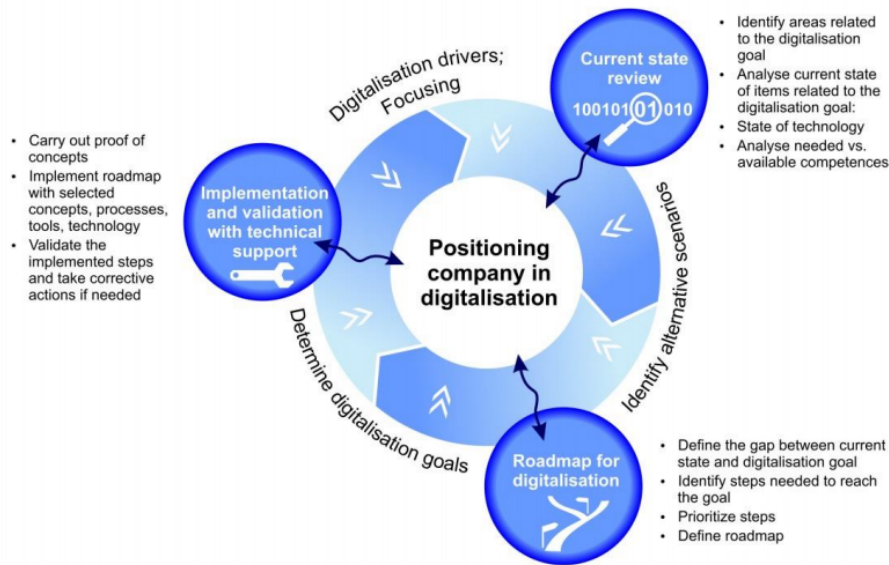 Digitalisation drivers;
Focusing
Current state
review
100101 01 010
• Identify areas related
to the digitalisation
goal
• Analyse current state
of items related to the
digitalisation goal:
• State of technology
• Analyse needed vs.
available competences
• Carry out proof of
concepts
• Implement roadmap
with selected
concepts, processes,
tools, technology
• Validate the
implemented steps
and take corrective
actions if needed
Implementation
and validation
with technical
support
Positioning
company in
digitalisation
Identify alternative scenarios
Determine digitalisation goals
Roadmap for
digitalisation
• Define the gap between current
state and digitalisation goal
• Identify steps needed to reach
the goal
• Prioritize steps
• Define roadmap